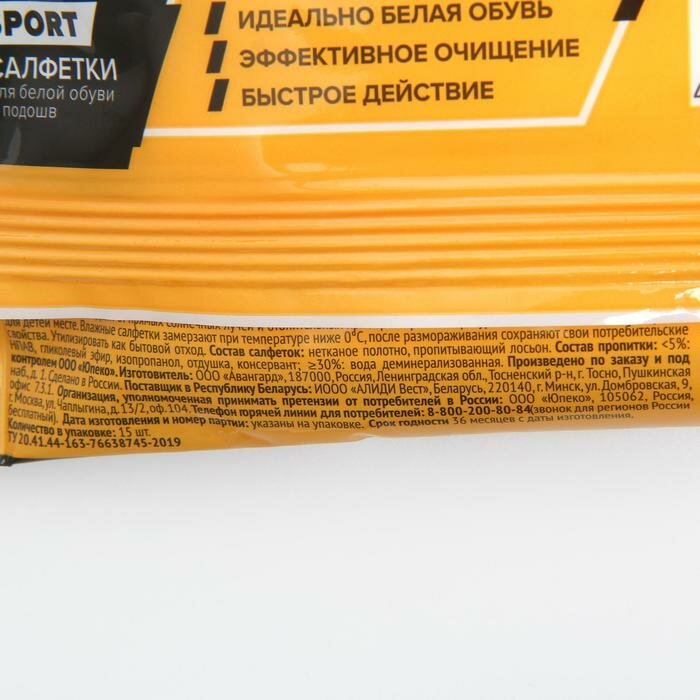 SPORT
САЛФЕТКИ
ля белой обуви
подошв
ИДЕАЛЬНО БЕЛАЯ ОБУВЬ
ЭФФЕКТИВНОЕ ОЧИЩЕНИЕ
БЫСТРОЕ ДЕЙСТВИЕ
для детей месте. Влажные салфетки замерзают при температуре ниже 0°С, после размораживания сохраняют свои потребительские
свойства. Утилизировать как бытовой отход. Состав салфеток: нетканое полотно, пропитывающий лосьон. Состав пропитки: <5%:
НПАВ, гликолевый эфир, изопропанол, отдушка, консервант; ≥30%: вода деминерализованная. Произведено по заказу и под
контролем ООО «Юпеко». Изготовитель: ООО «Авангард», 187000, Россия, Ленинградская обл., Тосненский р-н, г. Тосно, Пушкинская
наб., д. 1. Сделано в России. Поставщик в Республику Беларусь: ИООО «АЛИДИ Вест», Беларусь, 220140, г. Минск, ул. Домбровская, 9,
офис 7.3.1. Организация, уполномоченная принимать претензии от потребителей в России: ООО «Юпеко», 105062, Россия,
г. Москва, ул. Чаплыгина, д. 13/2, оф. 104. Телефон горячей линии для потребителей: 8-800-200-80-84(звонок для регионов России
бесплатный). Дата изготовления и номер партии: указаны на упаковке. Срок годности 36 месяцев с даты изготовления.
Количество в упаковке: 15 шт.
ТУ 20.41.44-163-76638745-2019